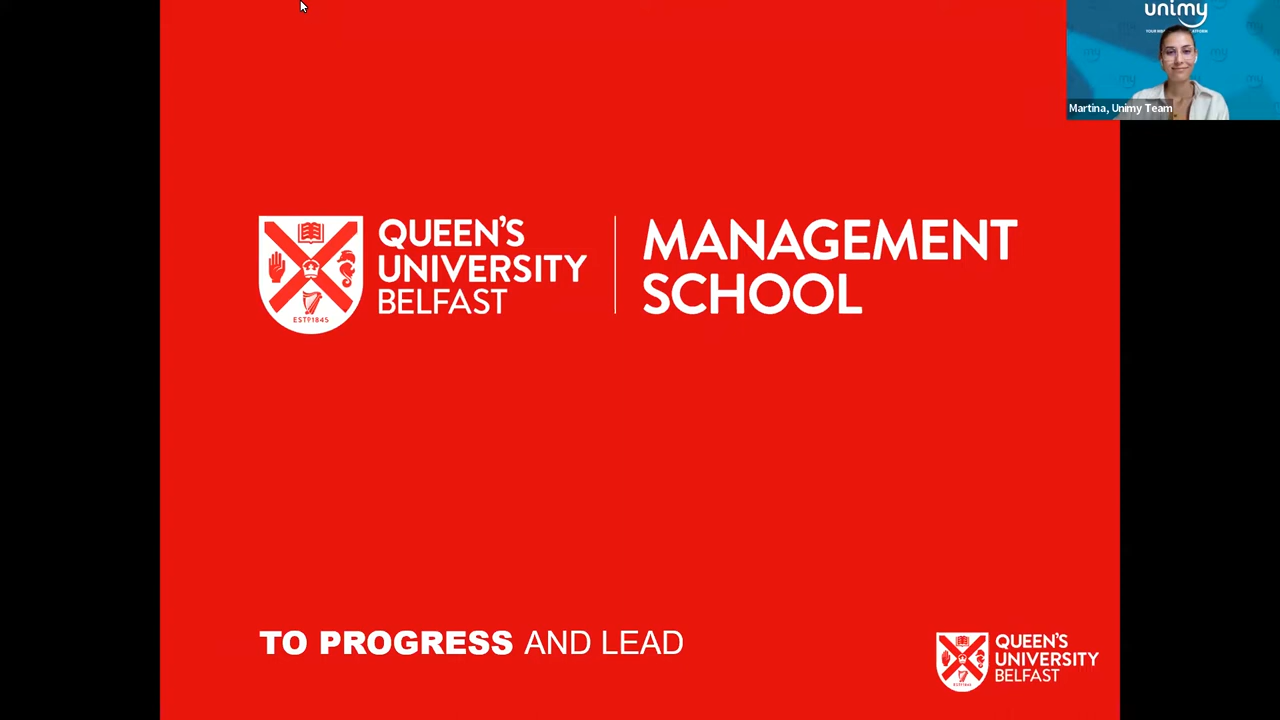 unimy
Martina, Unimy Team
QUEEN'S
UNIVERSITY
BELFAST
MANAGEMENT
SCHOOL
ESTD 1845
TO PROGRESS AND LEAD
QUEEN'S
UNIVERSITY
BELFAST